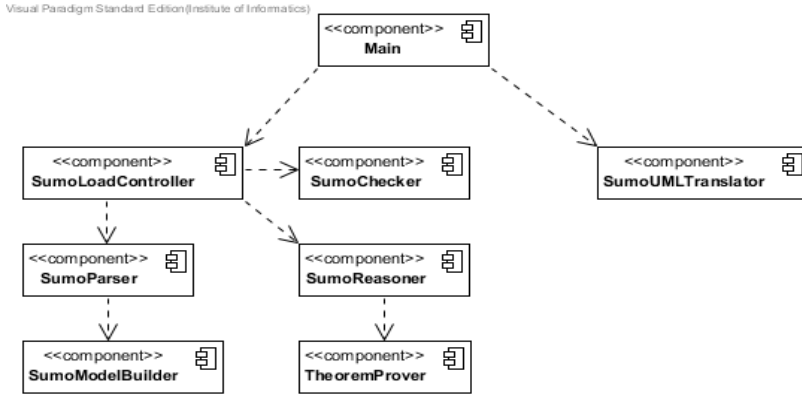 Visual Paradigm Standard Edition(Institute of Informatics)
<<component>>
Main
<<component>>
SumoLoadController
<<component>>
SumoChecker
<<component>>
SumoUMLTranslator
<<component>>
SumoParser
<<component>>
SumoReasoner
<<component>>
SumoModelBuilder
<<component>>
TheoremProver